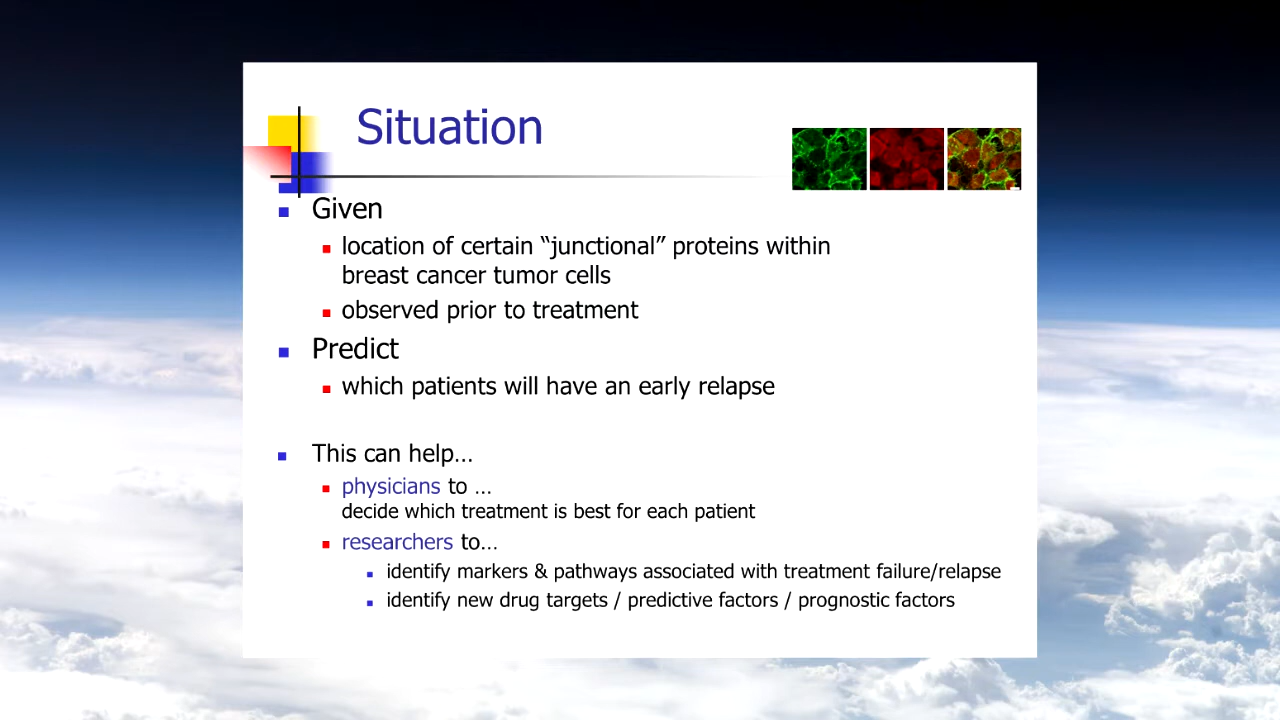 Situation
Given
location of certain “junctional” proteins within
breast cancer tumor cells
observed prior to treatment
Predict
which patients will have an early relapse
This can help…
physicians to …
decide which treatment is best for each patient
researchers to…
identify markers & pathways associated with treatment failure/relapse
identify new drug targets / predictive factors / prognostic factors